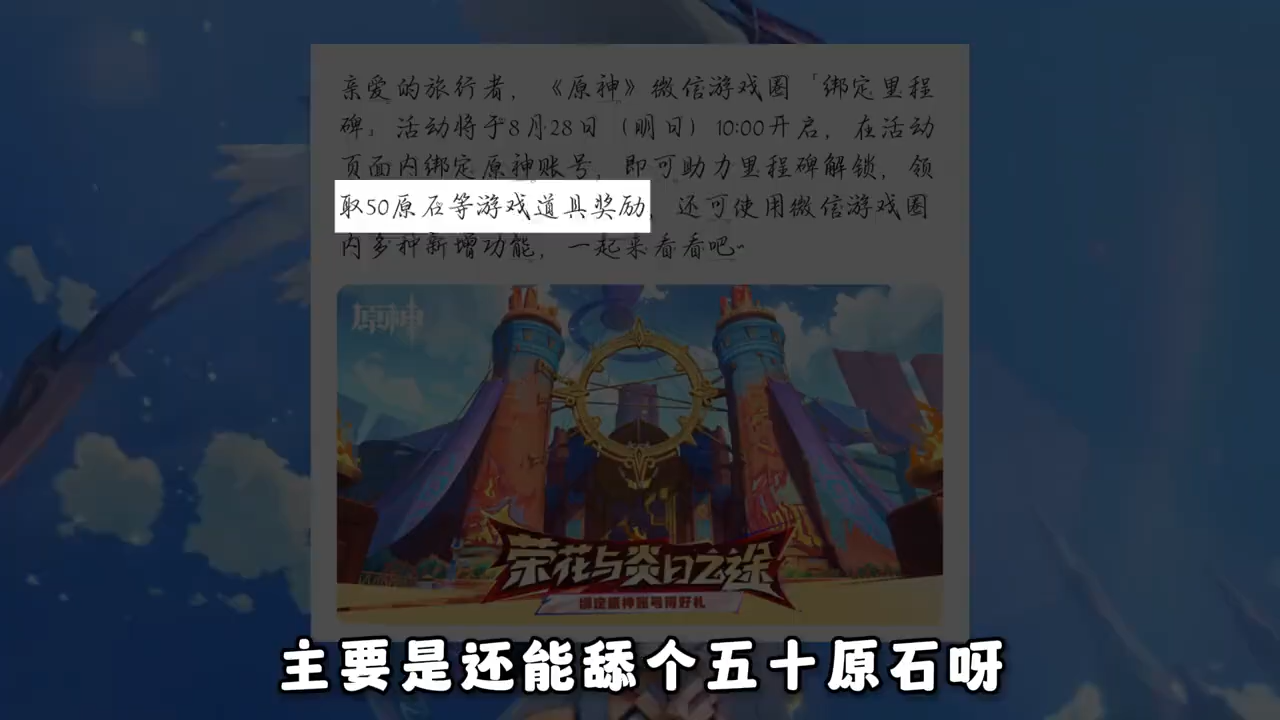 亲爱的旅行者，《原神》微信游戏圈「绑定里程
碑」活动将于8月28日（明日）10:00开启，在活动
页面内绑定原神账号，即可助力里程碑解锁，领
取50原石等游戏道具奖励，还可使用微信游戏圈
内多种新增功能，一起来看看吧~
原神
荣花与炎日之途
绑定原神账号得好礼
主要是还能舔个五十原石呀